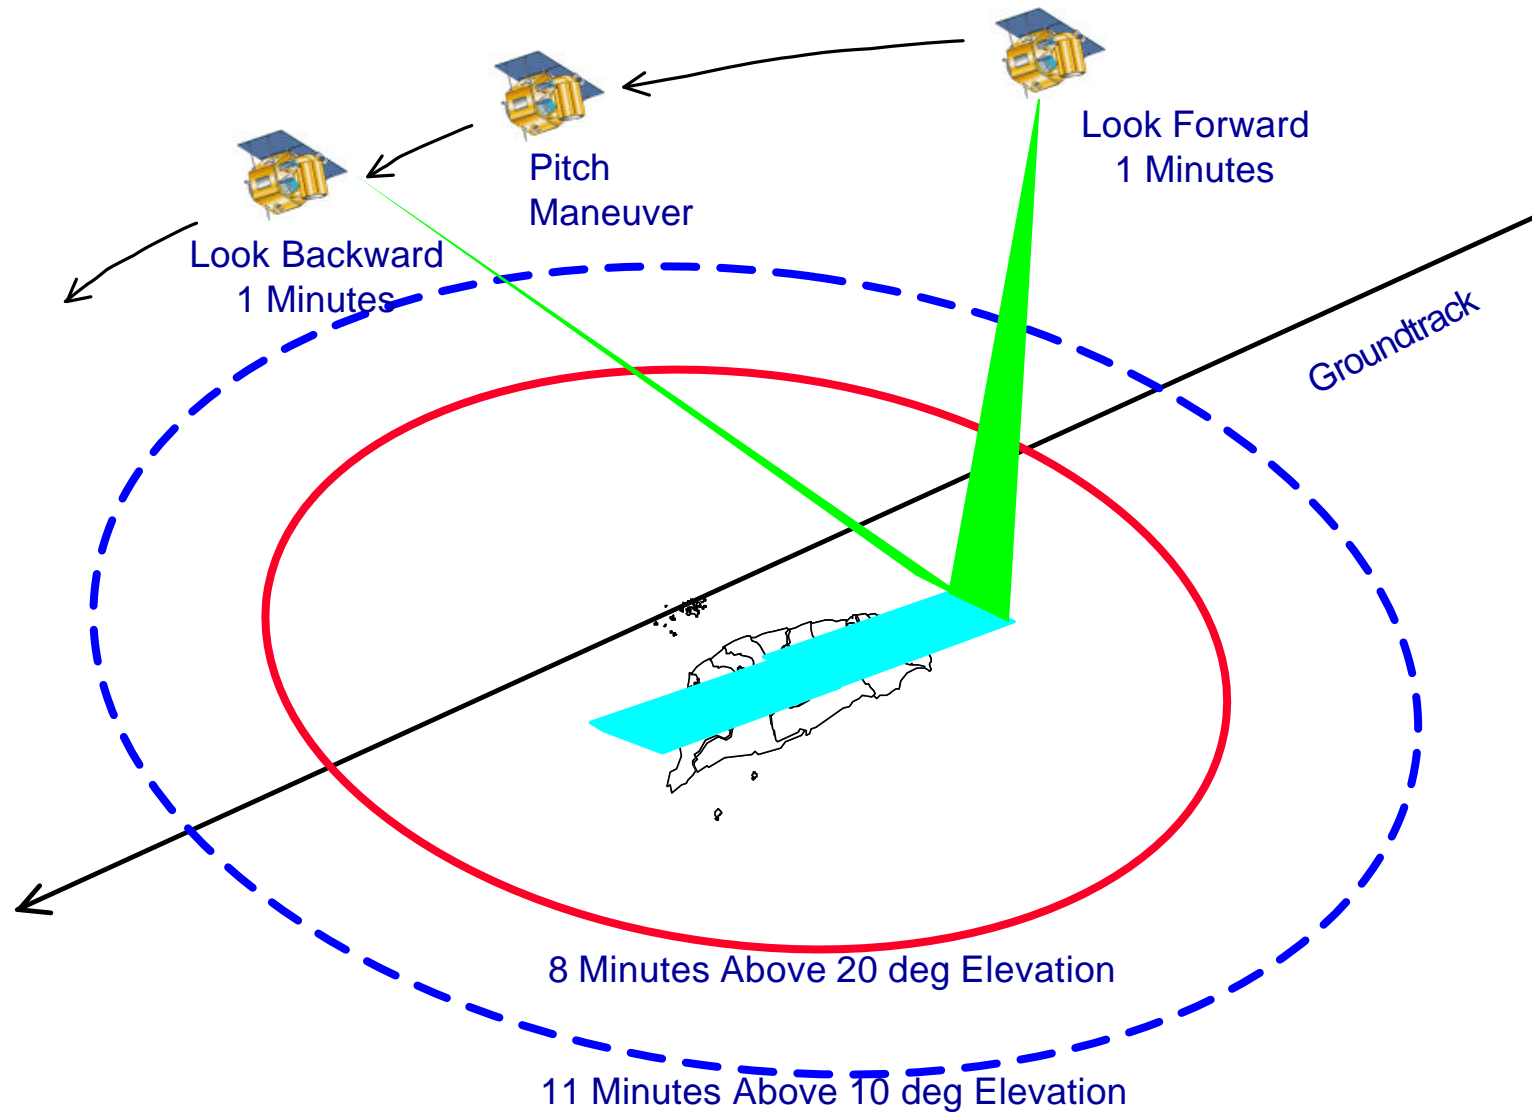 Look Forward
1 Minutes
Pitch
Maneuver
Look Backward
1 Minutes
Groundtrack
8 Minutes Above 20 deg Elevation
11 Minutes Above 10 deg Elevation